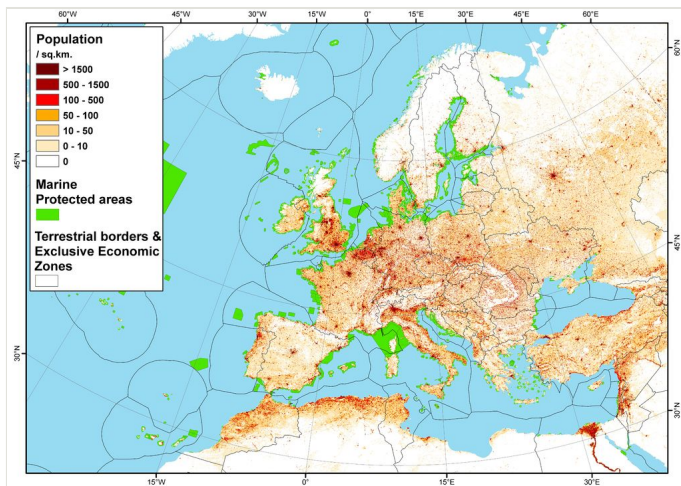 60°W 45°W 30°W 15°W 0° 15°E 30°E 45°E 60°E
Population
/ sq.km.
> 1500
500 - 1500
100 - 500
50 - 100
10 - 50
0 - 10
0
Marine
Protected areas
Terrestrial borders &
Exclusive Economic
Zones
60°N
45°N
45°N
30°N
30°N
15°W 0° 15°E 30°E